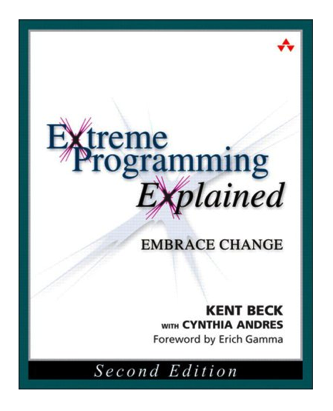 Extreme
Programming
Explained
EMBRACE CHANGE
KENT BECK
WITH CYNTHIA ANDRES
Foreword by Erich Gamma
Second Edition